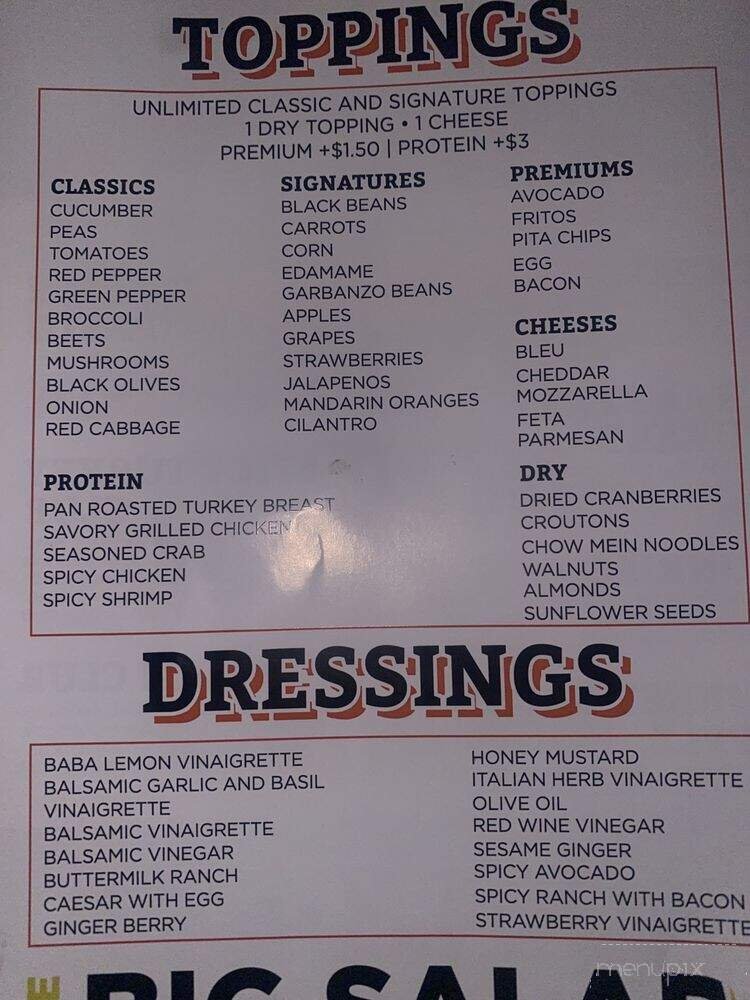 TOPPINGS
UNLIMITED CLASSIC AND SIGNATURE TOPPINGS
1 DRY TOPPING • 1 CHEESE
PREMIUM +$1.50 | PROTEIN +$3
CLASSICS
CUCUMBER
PEAS
TOMATOES
RED PEPPER
GREEN PEPPER
BROCCOLI
BEETS
MUSHROOMS
BLACK OLIVES
ONION
RED CABBAGE
SIGNATURES
BLACK BEANS
CARROTS
CORN
EDAMAME
GARBANZO BEANS
APPLES
GRAPES
STRAWBERRIES
JALAPENOS
MANDARIN ORANGES
CILANTRO
PREMIUMS
AVOCADO
FRITOS
PITA CHIPS
EGG
BACON
CHEESES
BLEU
CHEDDAR
MOZZARELLA
FETA
PARMESAN
PROTEIN
PAN ROASTED TURKEY BREAST
SAVORY GRILLED CHICKEN
SEASONED CRAB
SPICY CHICKEN
SPICY SHRIMP
DRY
DRIED CRANBERRIES
CROUTONS
CHOW MEIN NOODLES
WALNUTS
ALMONDS
SUNFLOWER SEEDS
DRESSINGS
BABA LEMON VINAIGRETTE
BALSAMIC GARLIC AND BASIL
VINAIGRETTE
BALSAMIC VINAIGRETTE
BALSAMIC VINEGAR
BUTTERMILK RANCH
CAESAR WITH EGG
GINGER BERRY
HONEY MUSTARD
ITALIAN HERB VINAIGRETTE
OLIVE OIL
RED WINE VINEGAR
SESAME GINGER
SPICY AVOCADO
SPICY RANCH WITH BACON
STRAWBERRY VINAIGRETTE
BIG SALAD
menupix